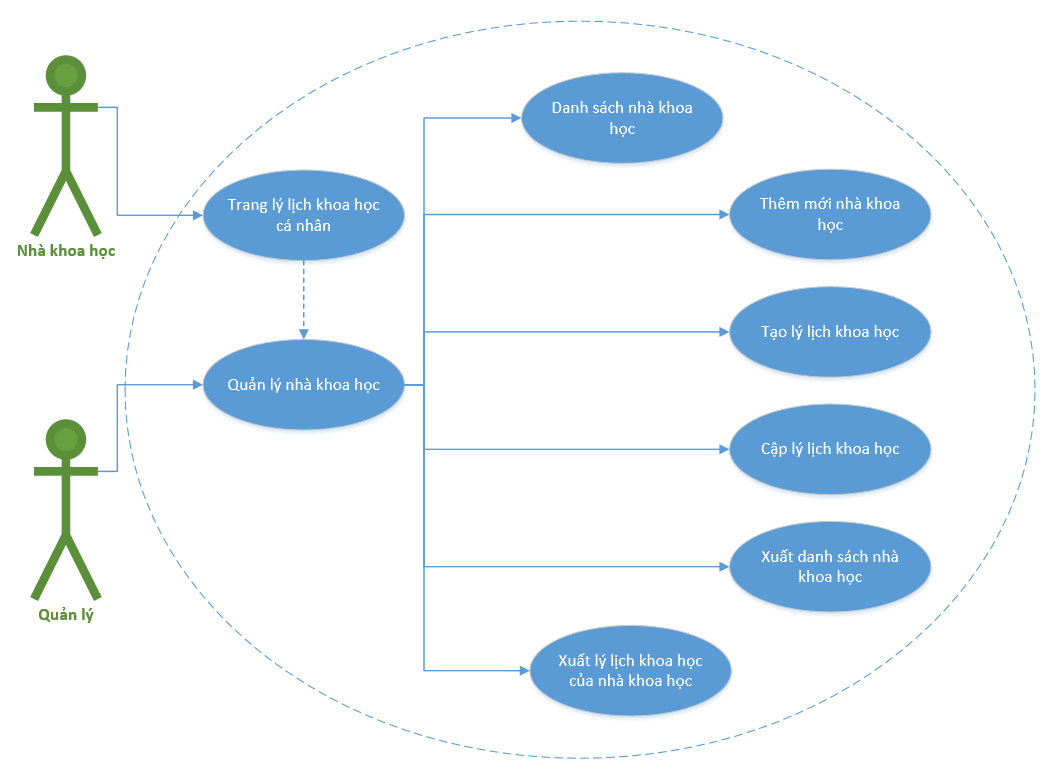 Danh sách nhà khoa
học
Trang lý lịch khoa học
cá nhân
Thêm mới nhà khoa
học
Nhà khoa học
Tạo lý lịch khoa học
Quản lý nhà khoa học
Cập lý lịch khoa học
Xuất danh sách nhà
khoa học
Quản lý
Xuất lý lịch khoa học
của nhà khoa học